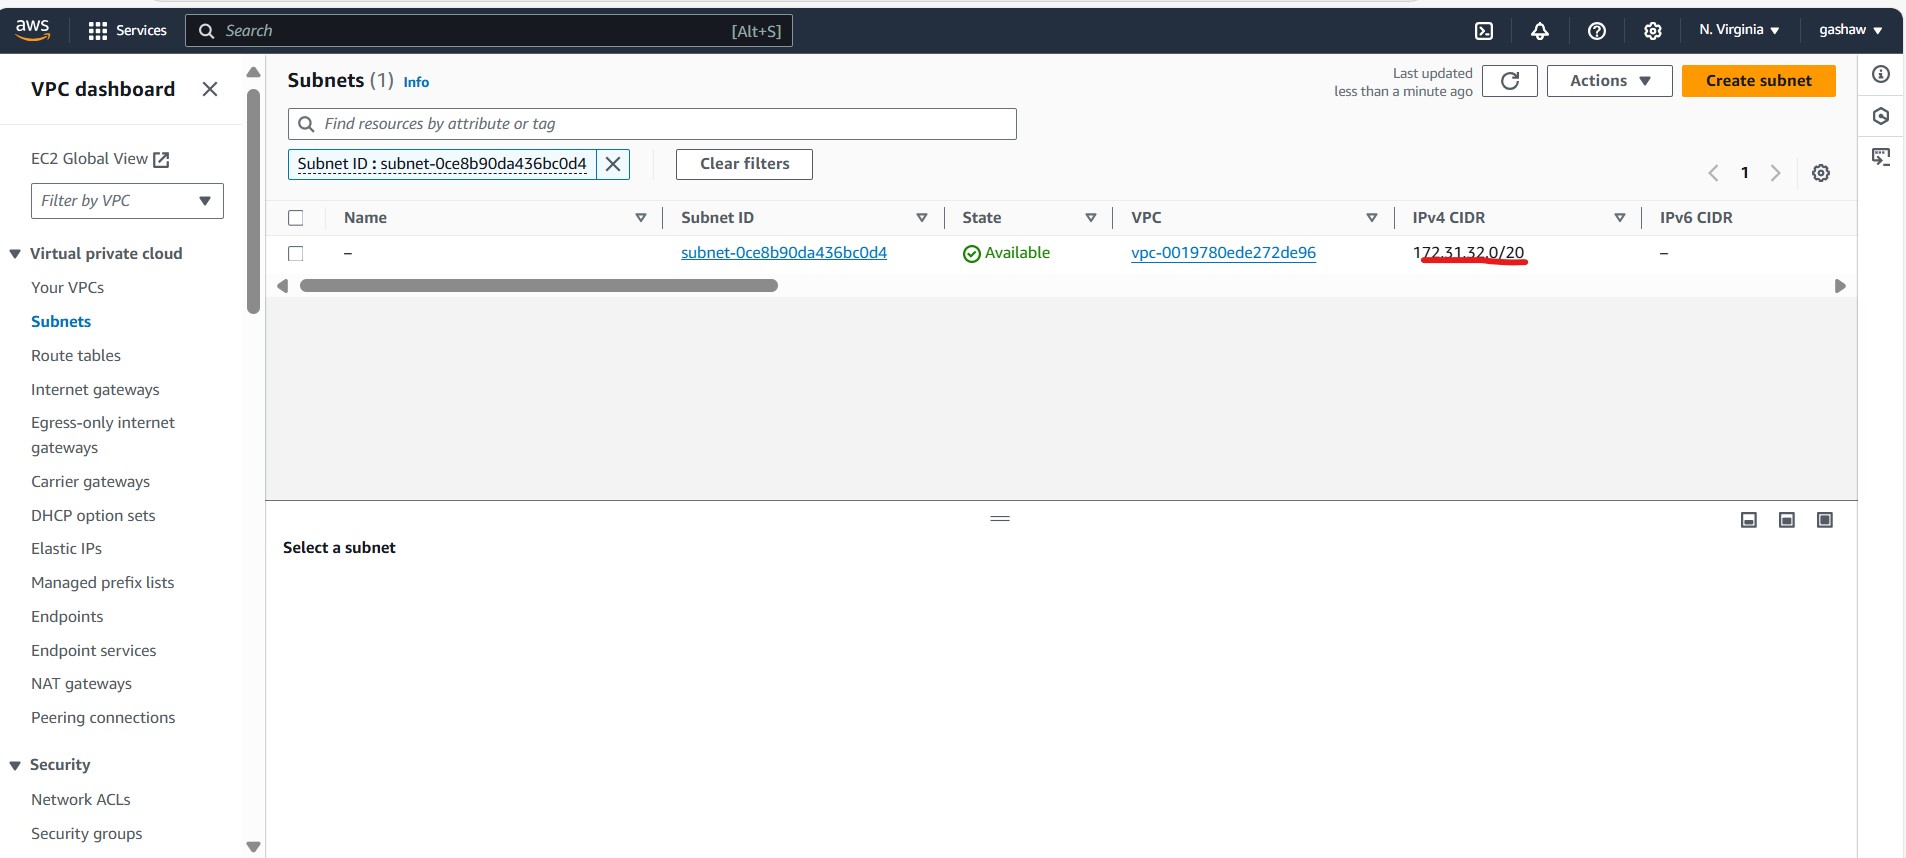 aws Services Search [Alt+S] N. Virginia gashaw
VPC dashboard
EC2 Global View
Filter by VPC
Virtual private cloud
Your VPCs
Subnets
Route tables
Internet gateways
Egress-only internet
gateways
Carrier gateways
DHCP option sets
Elastic IPs
Managed prefix lists
Endpoints
Endpoint services
NAT gateways
Peering connections
Security
Network ACLs
Security groups
Subnets (1) Info
Last updated
less than a minute ago
Actions
Create subnet
Find resources by attribute or tag
Subnet ID : subnet-0ce8b90da436bc0d4
Clear filters
1
Name Subnet ID State VPC IPv4 CIDR IPv6 CIDR
– subnet-0ce8b90da436bc0d4 Available vpc-0019780ede272de96 172.31.32.0/20 –
Select a subnet